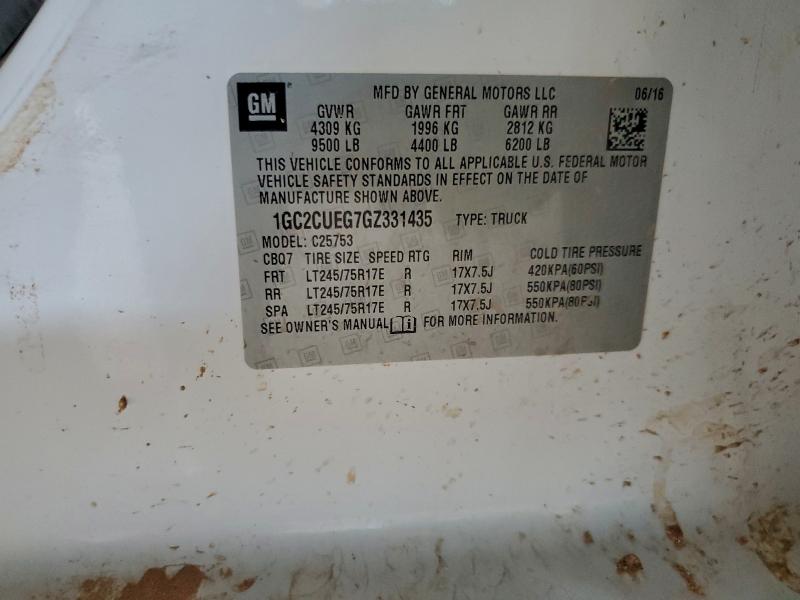 GM
MFD BY GENERAL MOTORS LLC 06/16
GVWR GAWR FRT GAWR RR
4309 KG 1996 KG 2812 KG
9500 LB 4400 LB 6200 LB
THIS VEHICLE CONFORMS TO ALL APPLICABLE U.S. FEDERAL MOTOR
VEHICLE SAFETY STANDARDS IN EFFECT ON THE DATE OF
MANUFACTURE SHOWN ABOVE.
1GC2CUEG7GZ331435 TYPE: TRUCK
MODEL: C25753
CBQ7 TIRE SIZE SPEED RTG RIM COLD TIRE PRESSURE
FRT LT245/75R17E R 17X7.5J 420KPA(60PSI)
RR LT245/75R17E R 17X7.5J 550KPA(80PSI)
SPA LT245/75R17E R 17X7.5J 550KPA(80PSI)
SEE OWNER'S MANUAL FOR MORE INFORMATION.